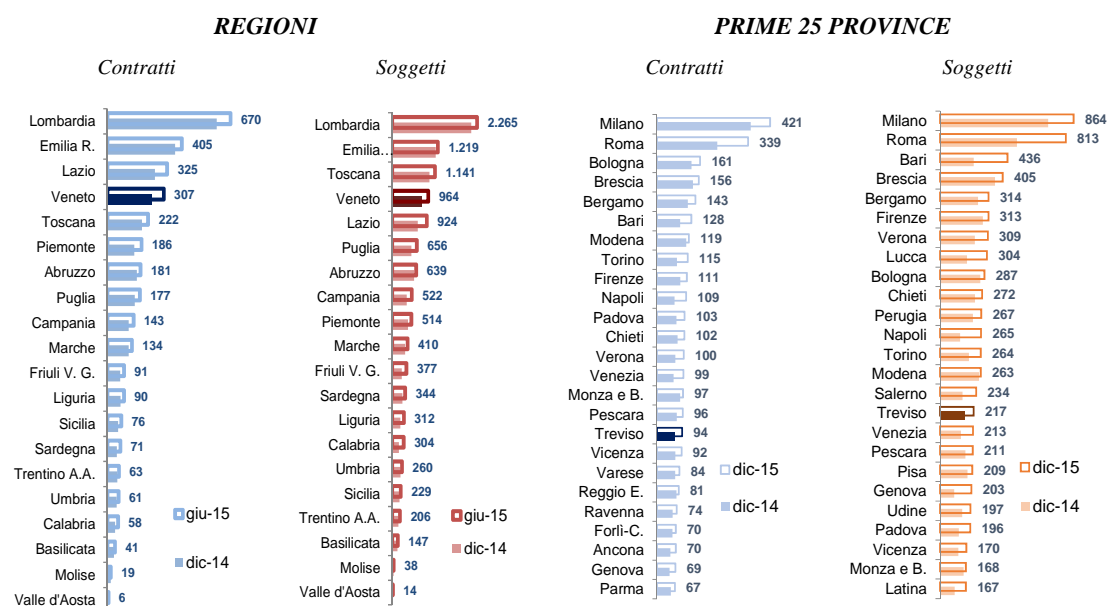 REGIONI
PRIME 25 PROVINCE
Contratti
Soggetti
Contratti
Soggetti
Lombardia 670
Emilia R. 405
Lazio 325
Veneto 307
Toscana 222
Piemonte 186
Abruzzo 181
Puglia 177
Campania 143
Marche 134
Friuli V. G. 91
Liguria 90
Sicilia 76
Sardegna 71
Trentino A.A. 63
Umbria 61
Calabria 58
Basilicata 41
Molise 19
Valle d'Aosta 6
giu-15
dic-14
Lombardia 2.265
Emilia... 1.219
Toscana 1.141
Veneto 964
Lazio 924
Puglia 656
Abruzzo 639
Campania 522
Piemonte 514
Marche 410
Friuli V. G. 377
Sardegna 344
Liguria 312
Calabria 304
Umbria 260
Sicilia 229
Trentino A.A. 206
Basilicata 147
Molise 38
Valle d'Aosta 14
giu-15
dic-14
Milano 421
Roma 339
Bologna 161
Brescia 156
Bergamo 143
Bari 128
Modena 119
Torino 115
Firenze 111
Napoli 109
Padova 103
Chieti 102
Verona 100
Venezia 99
Monza e B. 97
Pescara 96
Treviso 94
Vicenza 92
Varese 84
Reggio E. 81
Ravenna 74
Forlì-C. 70
Ancona 70
Genova 69
Parma 67
dic-15
dic-14
Milano 864
Roma 813
Bari 436
Brescia 405
Bergamo 314
Firenze 313
Verona 309
Lucca 304
Bologna 287
Chieti 272
Perugia 267
Napoli 265
Torino 264
Modena 263
Salerno 234
Treviso 217
Venezia 213
Pescara 211
Pisa 209
Genova 203
Udine 197
Padova 196
Vicenza 170
Monza e B. 168
Latina 167
dic-15
dic-14